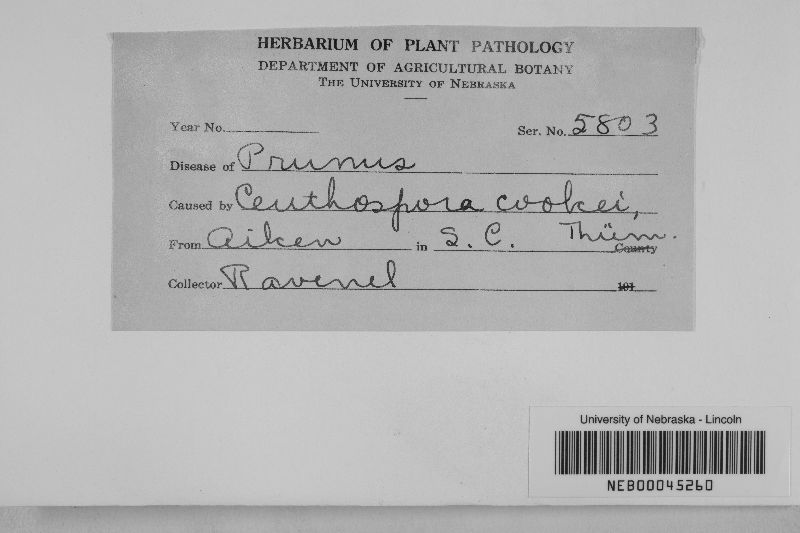 HERBARIUM OF PLANT PATHOLOGY
DEPARTMENT OF AGRICULTURAL BOTANY
THE UNIVERSITY OF NEBRASKA
Year No. Ser. No. 5803
Disease of Prunus
Caused by Ceuthospora cookei,
From Aiken in S. C. Thüm. County
Collector Ravenel 191
University of Nebraska - Lincoln
NEB00045260